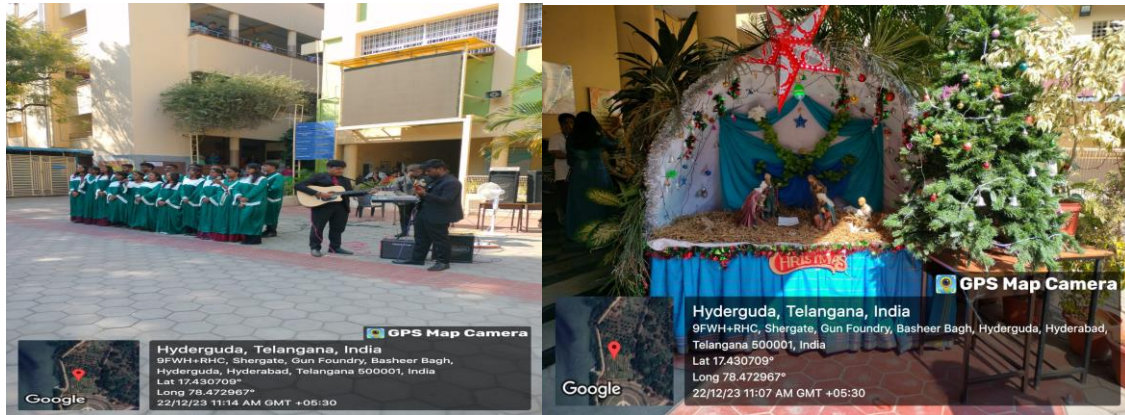 GPS Map Camera
Hyderguda, Telangana, India
9FWH+RHC, Shergate, Gun Foundry, Basheer Bagh,
Hyderguda, Hyderabad, Telangana 500001, India
Lat 17.430709°
Long 78.472967°
22/12/23 11:14 AM GMT +05:30
Google
CHRISTMAS
GPS Map Camera
Hyderguda, Telangana, India
9FWH+RHC, Shergate, Gun Foundry, Basheer Bagh, Hyderguda, Hyderabad,
Telangana 500001, India
Lat 17.430709°
Long 78.472967°
22/12/23 11:07 AM GMT +05:30
Google